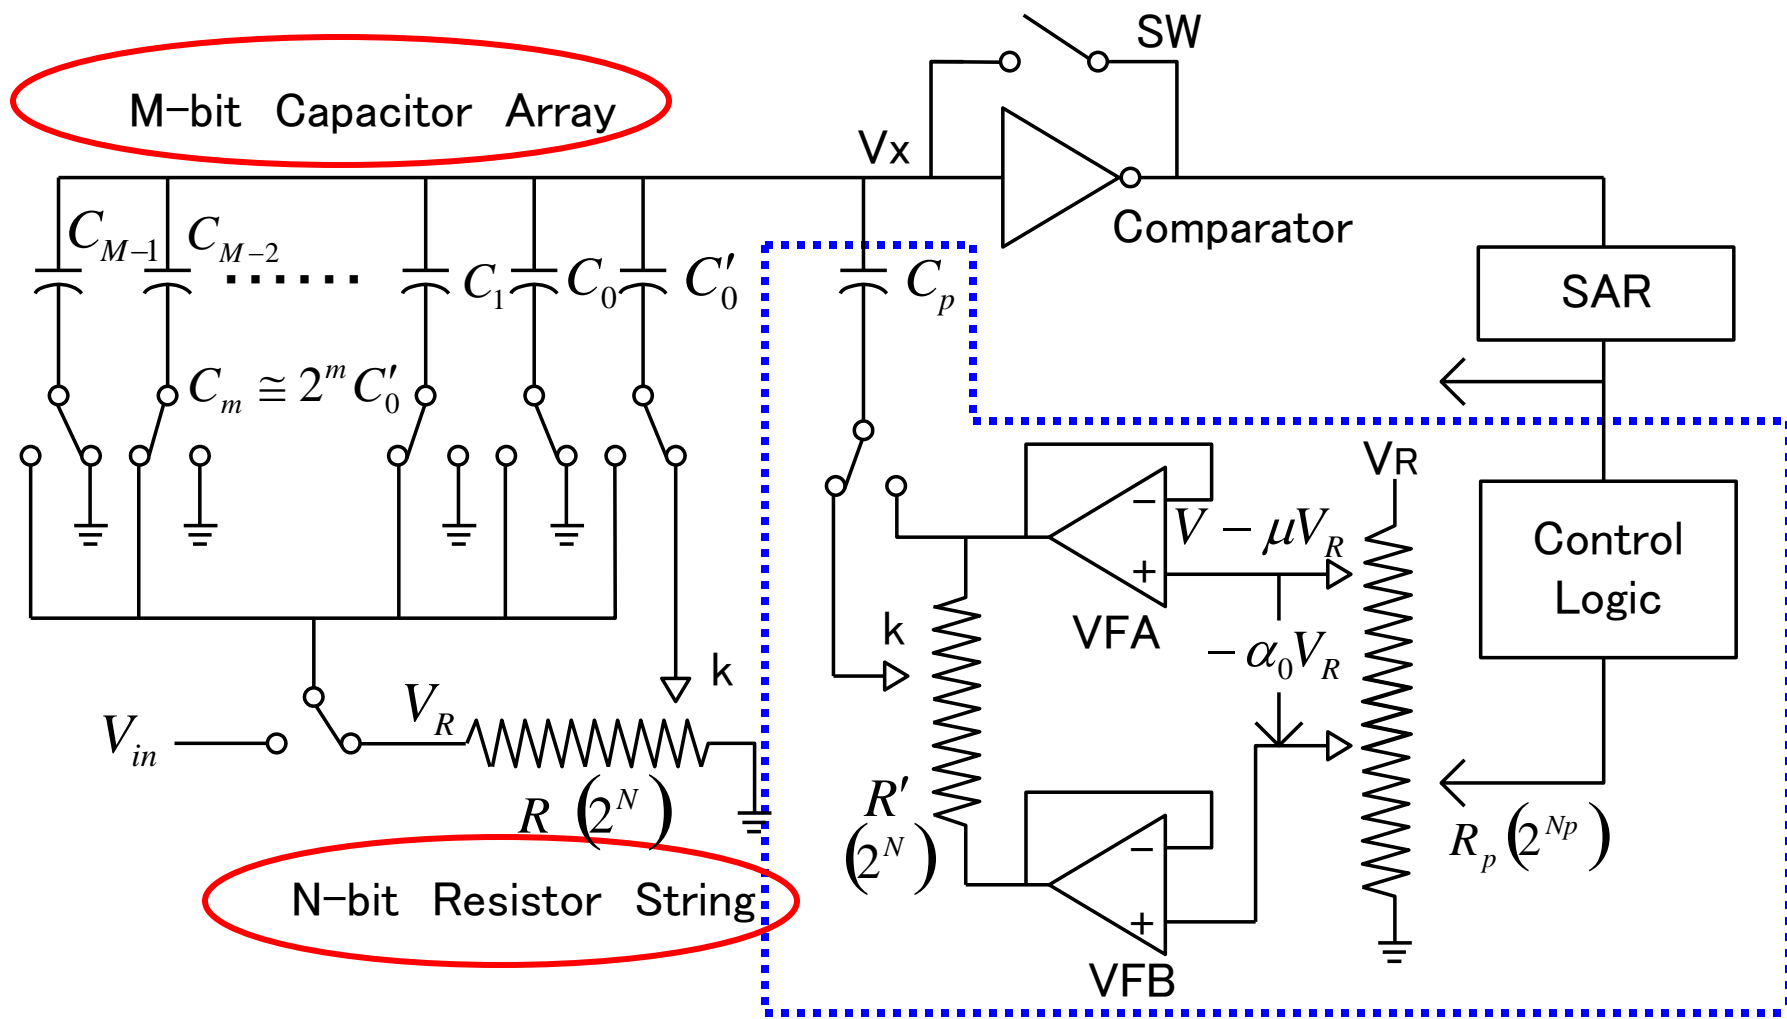 SW
M-bit Capacitor Array
Vx
Comparator
C_{M-1}
C_{M-2}
......
C_1
C_0
C'_0
C_p
SAR
C_m ≅ 2^m C'_0
VR
V - μV_R
Control
Logic
VFA
k
- α_0V_R
k
V_R
V_in
R (2^N)
R'
(2^N)
R_p (2^{Np})
N-bit Resistor String
VFB